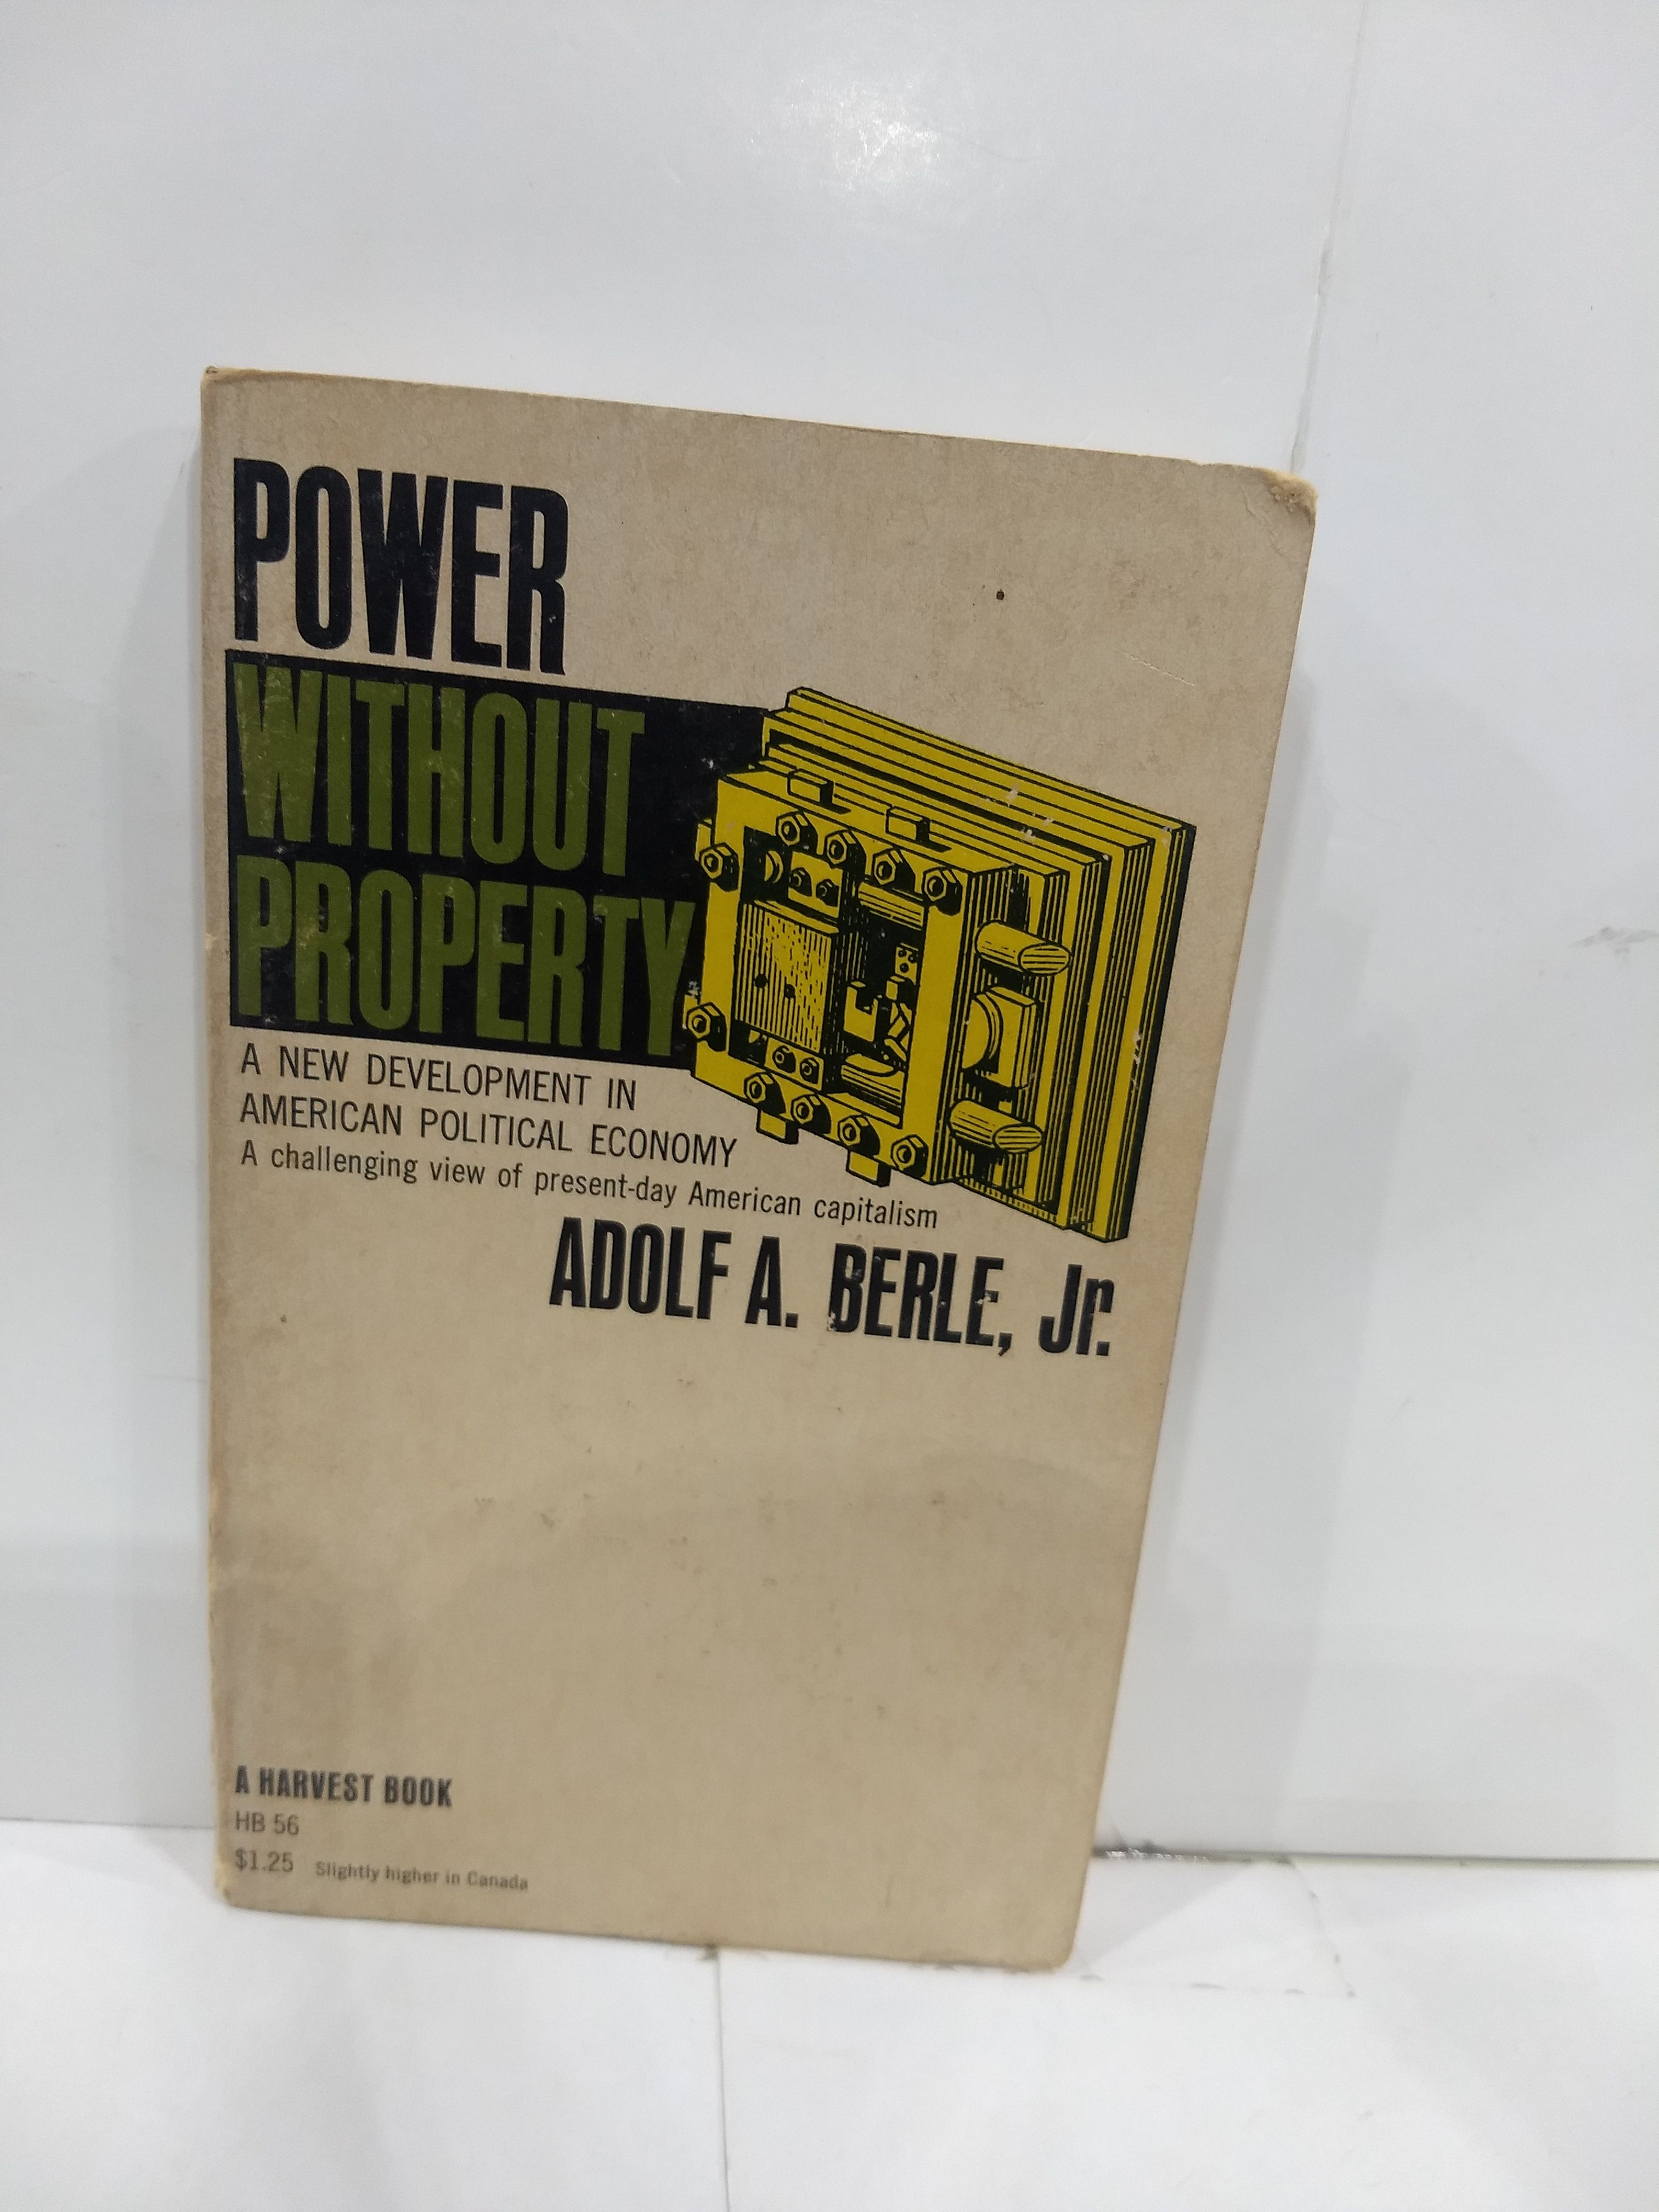 POWER
WITHOUT
PROPERTY
A NEW DEVELOPMENT IN
AMERICAN POLITICAL ECONOMY
A challenging view of present-day American capitalism
ADOLF A. BERLE, Jr.
A HARVEST BOOK
HB 56
$1.25 Slightly higher in Canada